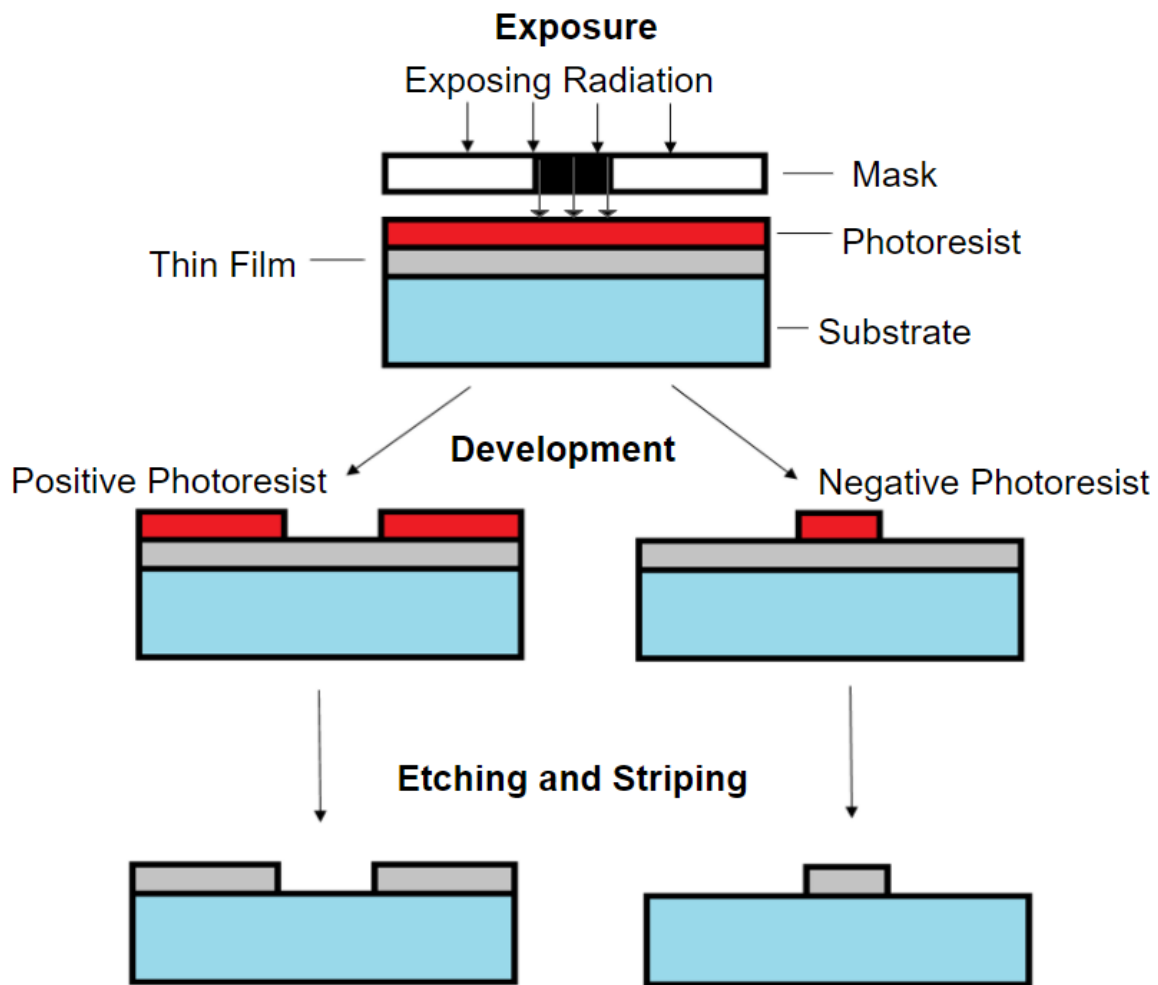 Exposure
Exposing Radiation
Mask
Photoresist
Thin Film
Substrate
Development
Positive Photoresist
Negative Photoresist
Etching and Striping